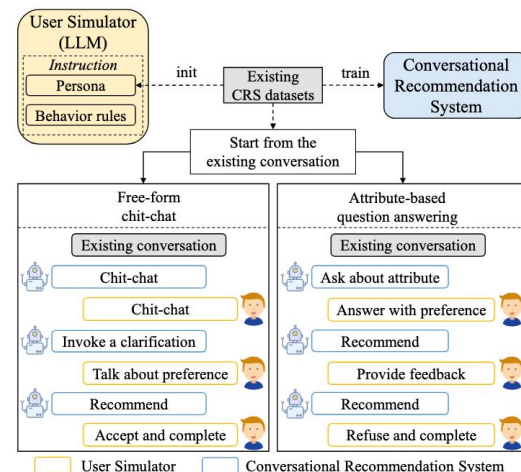 User Simulator
(LLM)
Instruction
Persona
Behavior rules
init
Existing
CRS datasets
train
Conversational
Recommendation
System
Start from the
existing conversation
Free-form
chit-chat
Existing conversation
Chit-chat
Chit-chat
Invoke a clarification
Talk about preference
Recommend
Accept and complete
Attribute-based
question answering
Existing conversation
Ask about attribute
Answer with preference
Recommend
Provide feedback
Recommend
Refuse and complete
User Simulator
Conversational Recommendation System